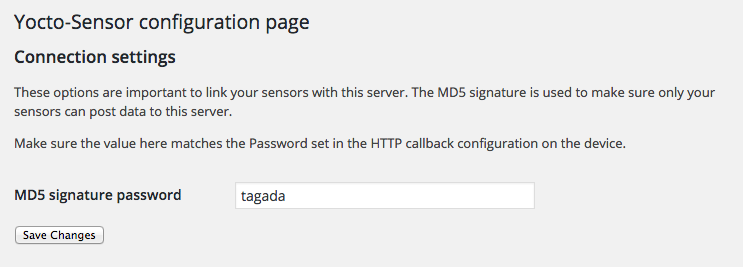 Yocto-Sensor configuration page
Connection settings
These options are important to link your sensors with this server. The MD5 signature is used to make sure only your
sensors can post data to this server.
Make sure the value here matches the Password set in the HTTP callback configuration on the device.
MD5 signature password tagada
Save Changes